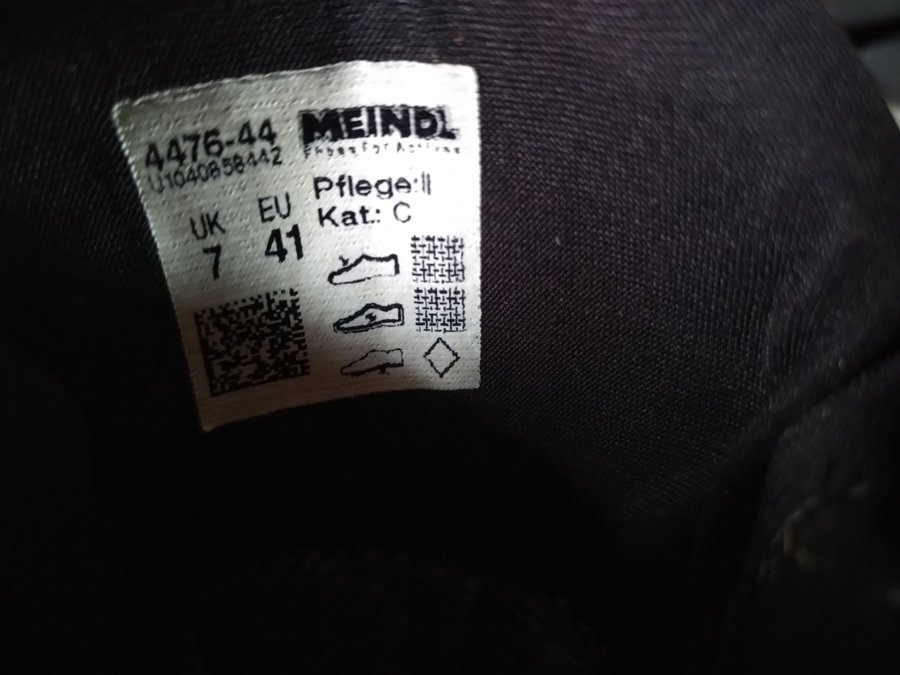 4476-44
U1040858442
MEINDL
Shoes For Actives
UK EU
7 41
Pflege:II
Kat.: C